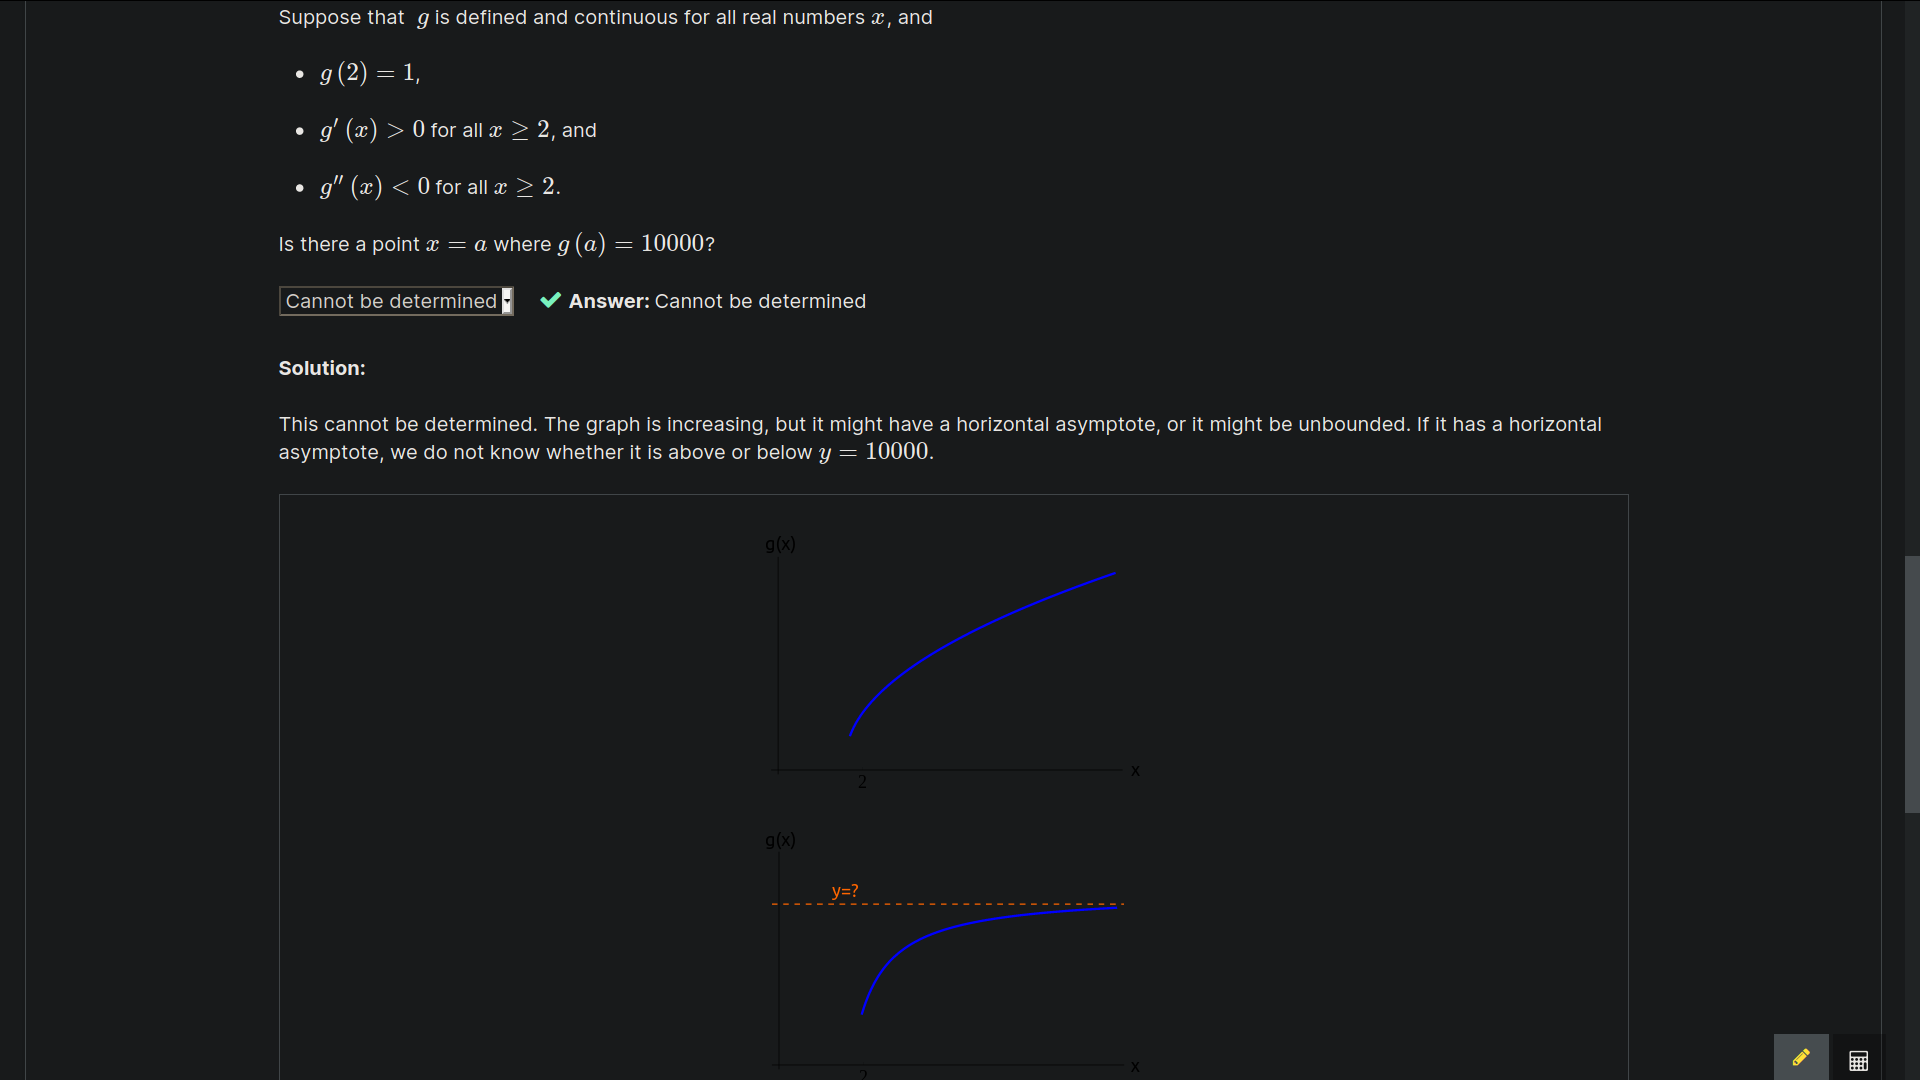 Suppose that g is defined and continuous for all real numbers x, and
• g (2) = 1,
• g′ (x) > 0 for all x ≥ 2, and
• g″ (x) < 0 for all x ≥ 2.
Is there a point x = a where g (a) = 10000?
Cannot be determined ✔ Answer: Cannot be determined
Solution:
This cannot be determined. The graph is increasing, but it might have a horizontal asymptote, or it might be unbounded. If it has a horizontal
asymptote, we do not know whether it is above or below y = 10000.
g(x)
x
2
g(x)
y=?
x
2